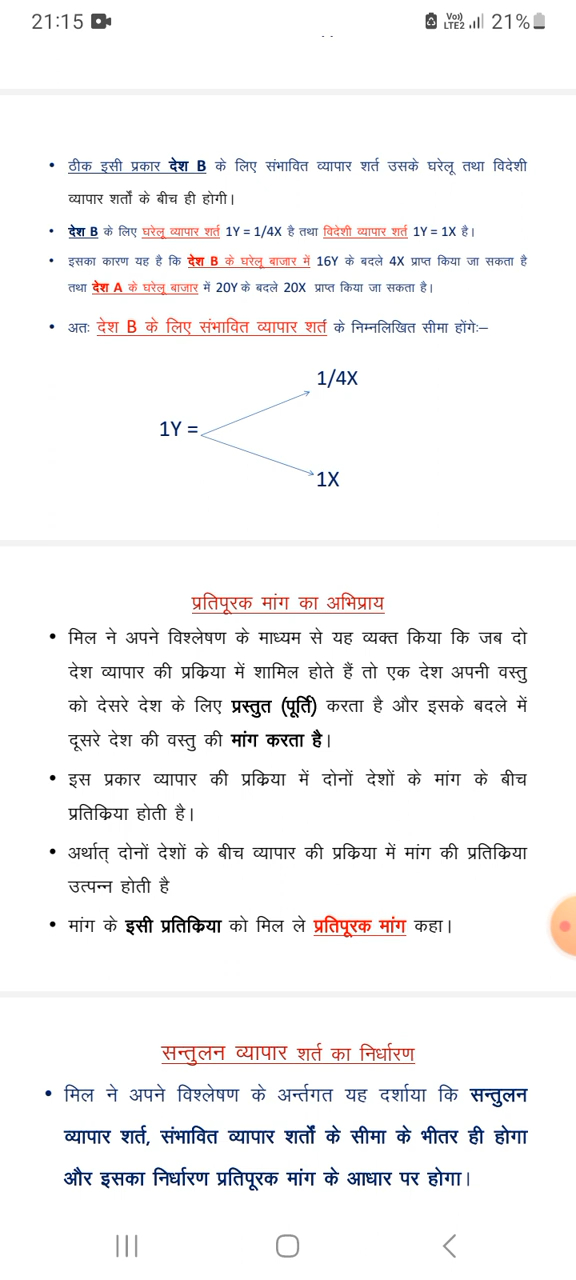 21:15
Vo)) LTE2 21%
• ठीक इसी प्रकार देश B के लिए संभावित व्यापार शर्त उसके घरेलू तथा विदेशी
व्यापार शर्तों के बीच ही होगी।
• देश B के लिए घरेलू व्यापार शर्त 1Y = 1/4X है तथा विदेशी व्यापार शर्त 1Y = 1X है।
• इसका कारण यह है कि देश B के घरेलू बाजार में 16Y के बदले 4X प्राप्त किया जा सकता है
तथा देश A के घरेलू बाजार में 20Y के बदले 20X प्राप्त किया जा सकता है।
• अतः देश B के लिए संभावित व्यापार शर्त के निम्नलिखित सीमा होंगेः–
1/4X
1Y =
1X
प्रतिपूरक मांग का अभिप्राय
• मिल ने अपने विश्लेषण के माध्यम से यह व्यक्त किया कि जब दो
देश व्यापार की प्रक्रिया में शामिल होते हैं तो एक देश अपनी वस्तु
को देसरे देश के लिए प्रस्तुत (पूर्ति) करता है और इसके बदले में
दूसरे देश की वस्तु की मांग करता है।
• इस प्रकार व्यापार की प्रक्रिया में दोनों देशों के मांग के बीच
प्रतिक्रिया होती है।
• अर्थात् दोनों देशों के बीच व्यापार की प्रक्रिया में मांग की प्रतिक्रिया
उत्पन्न होती है
• मांग के इसी प्रतिक्रिया को मिल ले प्रतिपूरक मांग कहा।
सन्तुलन व्यापार शर्त का निर्धारण
• मिल ने अपने विश्लेषण के अर्न्तगत यह दर्शाया कि सन्तुलन
व्यापार शर्त, संभावित व्यापार शर्तों के सीमा के भीतर ही होगा
और इसका निर्धारण प्रतिपूरक मांग के आधार पर होगा।